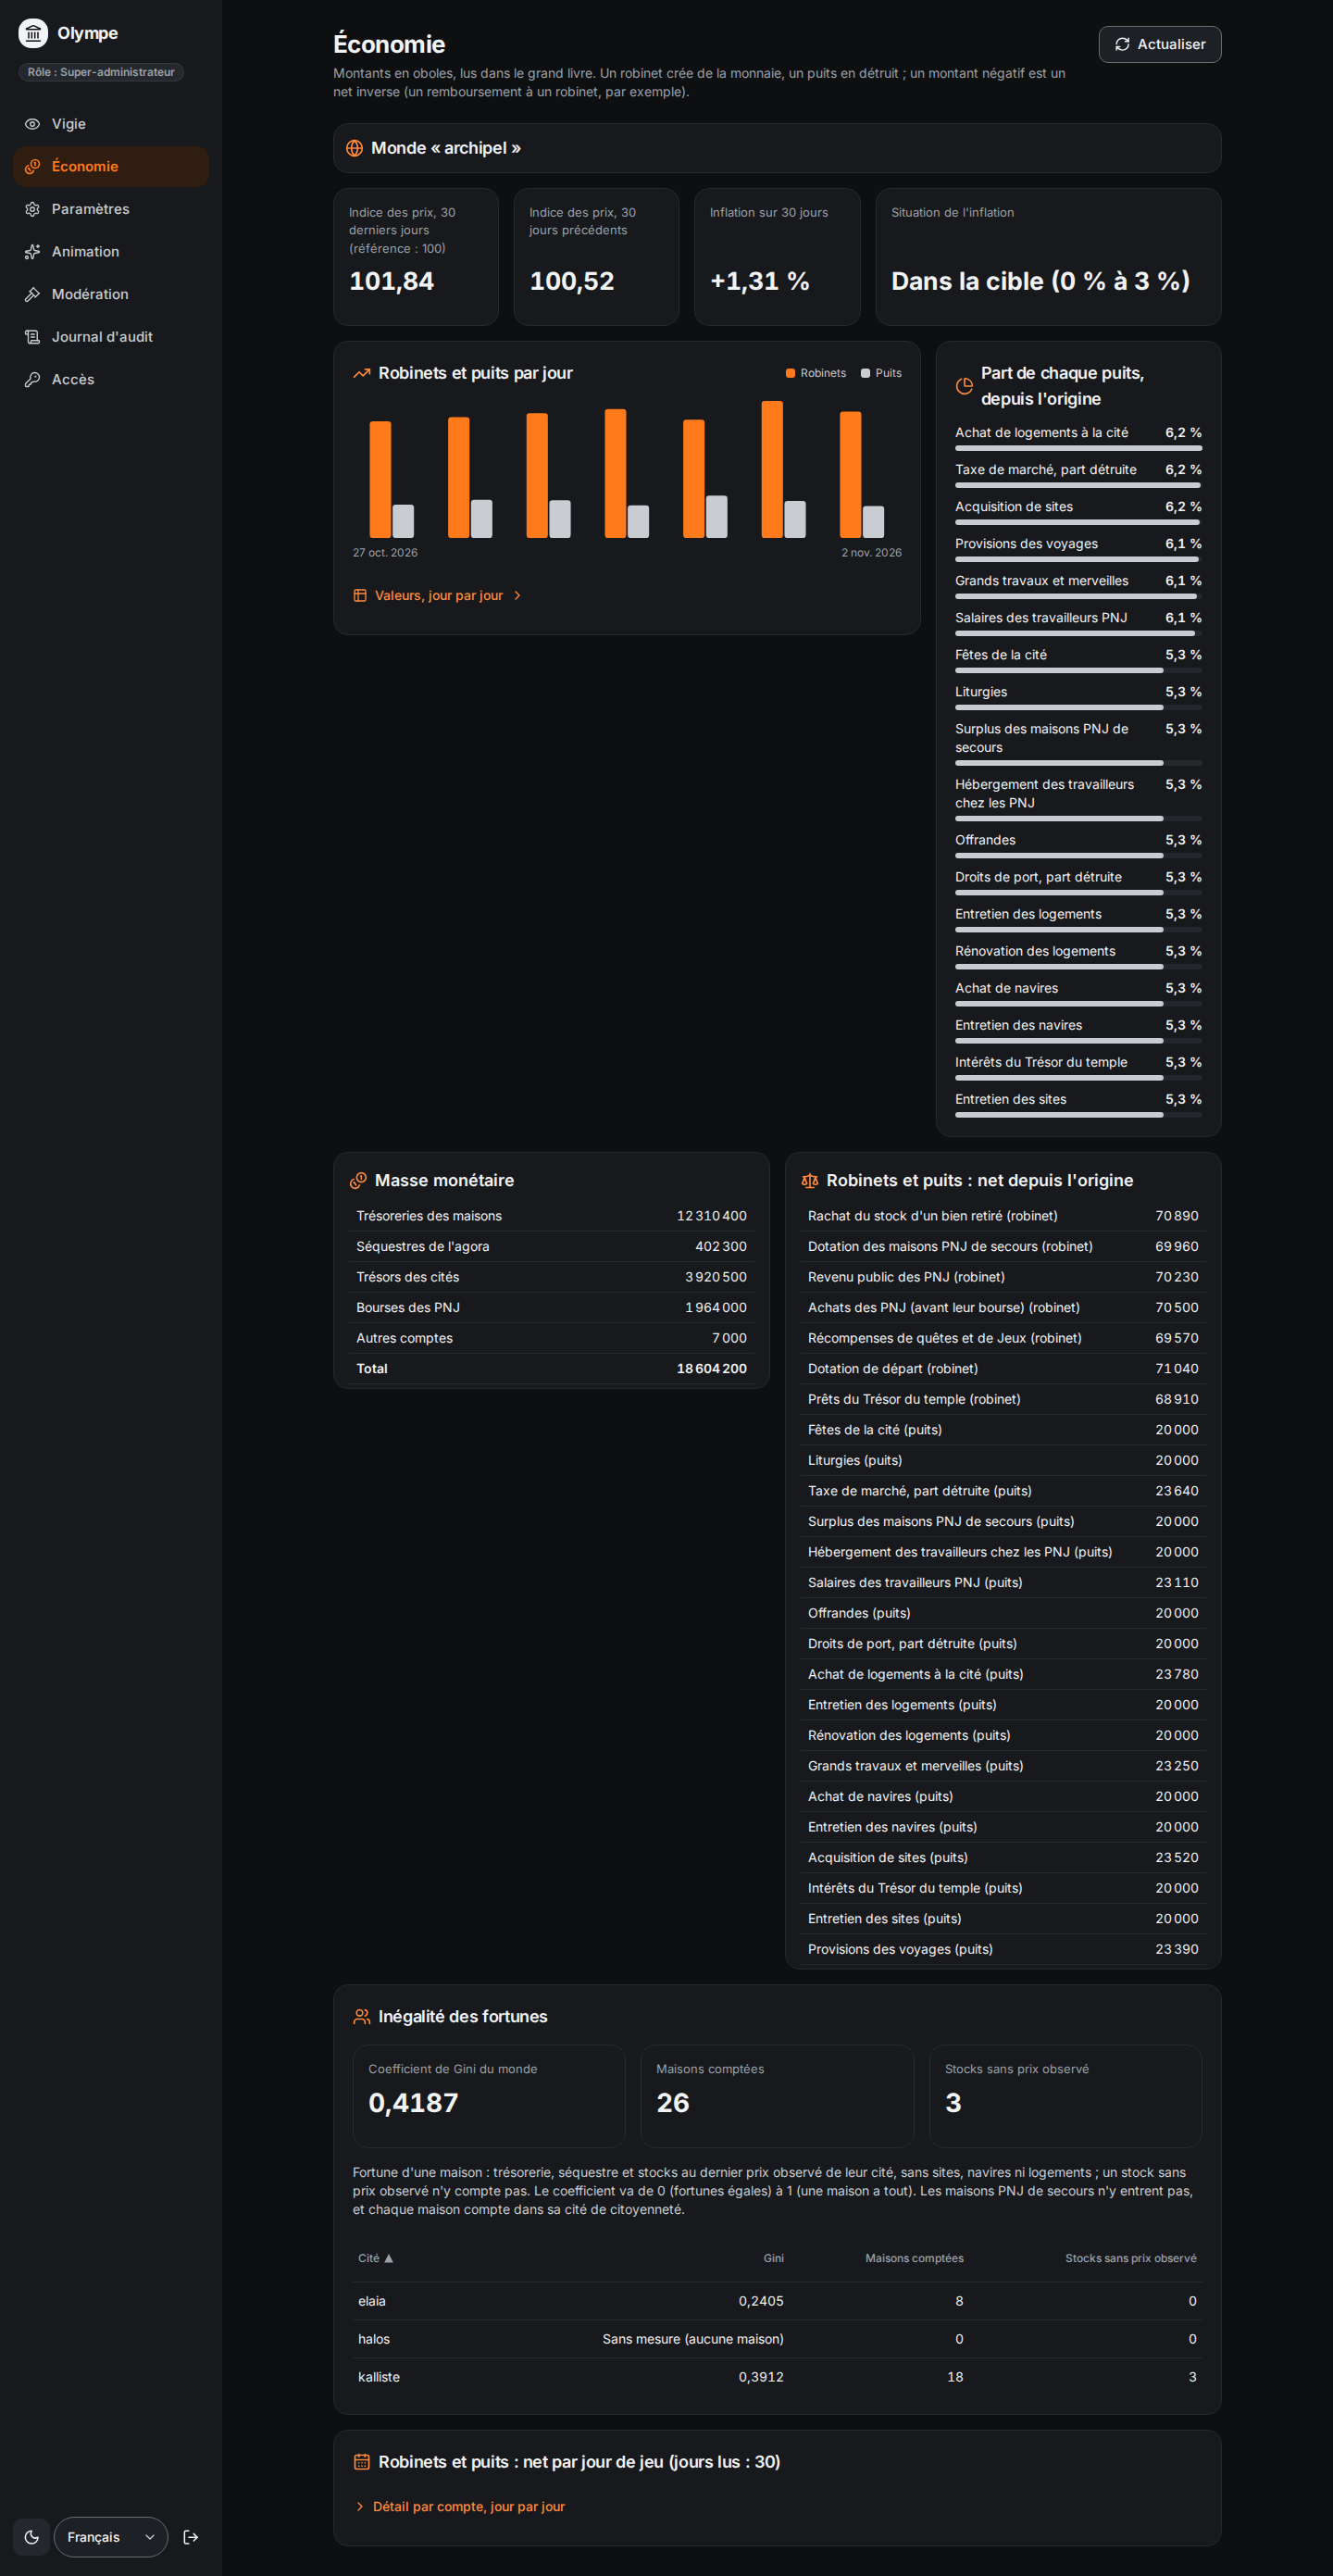 Olympe
Rôle : Super-administrateur
Vigie
Économie
Paramètres
Animation
Modération
Journal d'audit
Accès
Français
Économie
Actualiser
Montants en oboles, lus dans le grand livre. Un robinet crée de la monnaie, un puits en détruit ; un montant négatif est un
net inverse (un remboursement à un robinet, par exemple).
Monde « archipel »
Indice des prix, 30
derniers jours
(référence : 100)
101,84
Indice des prix, 30
jours précédents
100,52
Inflation sur 30 jours
+1,31 %
Situation de l'inflation
Dans la cible (0 % à 3 %)
Robinets et puits par jour
Robinets
Puits
27 oct. 2026
2 nov. 2026
Valeurs, jour par jour
Part de chaque puits,
depuis l'origine
Achat de logements à la cité 6,2 %
Taxe de marché, part détruite 6,2 %
Acquisition de sites 6,2 %
Provisions des voyages 6,1 %
Grands travaux et merveilles 6,1 %
Salaires des travailleurs PNJ 6,1 %
Fêtes de la cité 5,3 %
Liturgies 5,3 %
Surplus des maisons PNJ de 5,3 %
secours
Hébergement des travailleurs 5,3 %
chez les PNJ
Offrandes 5,3 %
Droits de port, part détruite 5,3 %
Entretien des logements 5,3 %
Rénovation des logements 5,3 %
Achat de navires 5,3 %
Entretien des navires 5,3 %
Intérêts du Trésor du temple 5,3 %
Entretien des sites 5,3 %
Masse monétaire
Trésoreries des maisons 12 310 400
Séquestres de l'agora 402 300
Trésors des cités 3 920 500
Bourses des PNJ 1 964 000
Autres comptes 7 000
Total 18 604 200
Robinets et puits : net depuis l'origine
Rachat du stock d'un bien retiré (robinet) 70 890
Dotation des maisons PNJ de secours (robinet) 69 960
Revenu public des PNJ (robinet) 70 230
Achats des PNJ (avant leur bourse) (robinet) 70 500
Récompenses de quêtes et de Jeux (robinet) 69 570
Dotation de départ (robinet) 71 040
Prêts du Trésor du temple (robinet) 68 910
Fêtes de la cité (puits) 20 000
Liturgies (puits) 20 000
Taxe de marché, part détruite (puits) 23 640
Surplus des maisons PNJ de secours (puits) 20 000
Hébergement des travailleurs chez les PNJ (puits) 20 000
Salaires des travailleurs PNJ (puits) 23 110
Offrandes (puits) 20 000
Droits de port, part détruite (puits) 20 000
Achat de logements à la cité (puits) 23 780
Entretien des logements (puits) 20 000
Rénovation des logements (puits) 20 000
Grands travaux et merveilles (puits) 23 250
Achat de navires (puits) 20 000
Entretien des navires (puits) 20 000
Acquisition de sites (puits) 23 520
Intérêts du Trésor du temple (puits) 20 000
Entretien des sites (puits) 20 000
Provisions des voyages (puits) 23 390
Inégalité des fortunes
Coefficient de Gini du monde
0,4187
Maisons comptées
26
Stocks sans prix observé
3
Fortune d'une maison : trésorerie, séquestre et stocks au dernier prix observé de leur cité, sans sites, navires ni logements ; un stock sans
prix observé n'y compte pas. Le coefficient va de 0 (fortunes égales) à 1 (une maison a tout). Les maisons PNJ de secours n'y entrent pas,
et chaque maison compte dans sa cité de citoyenneté.
Cité ▲ Gini Maisons comptées Stocks sans prix observé
elaia 0,2405 8 0
halos Sans mesure (aucune maison) 0 0
kalliste 0,3912 18 3
Robinets et puits : net par jour de jeu (jours lus : 30)
Détail par compte, jour par jour